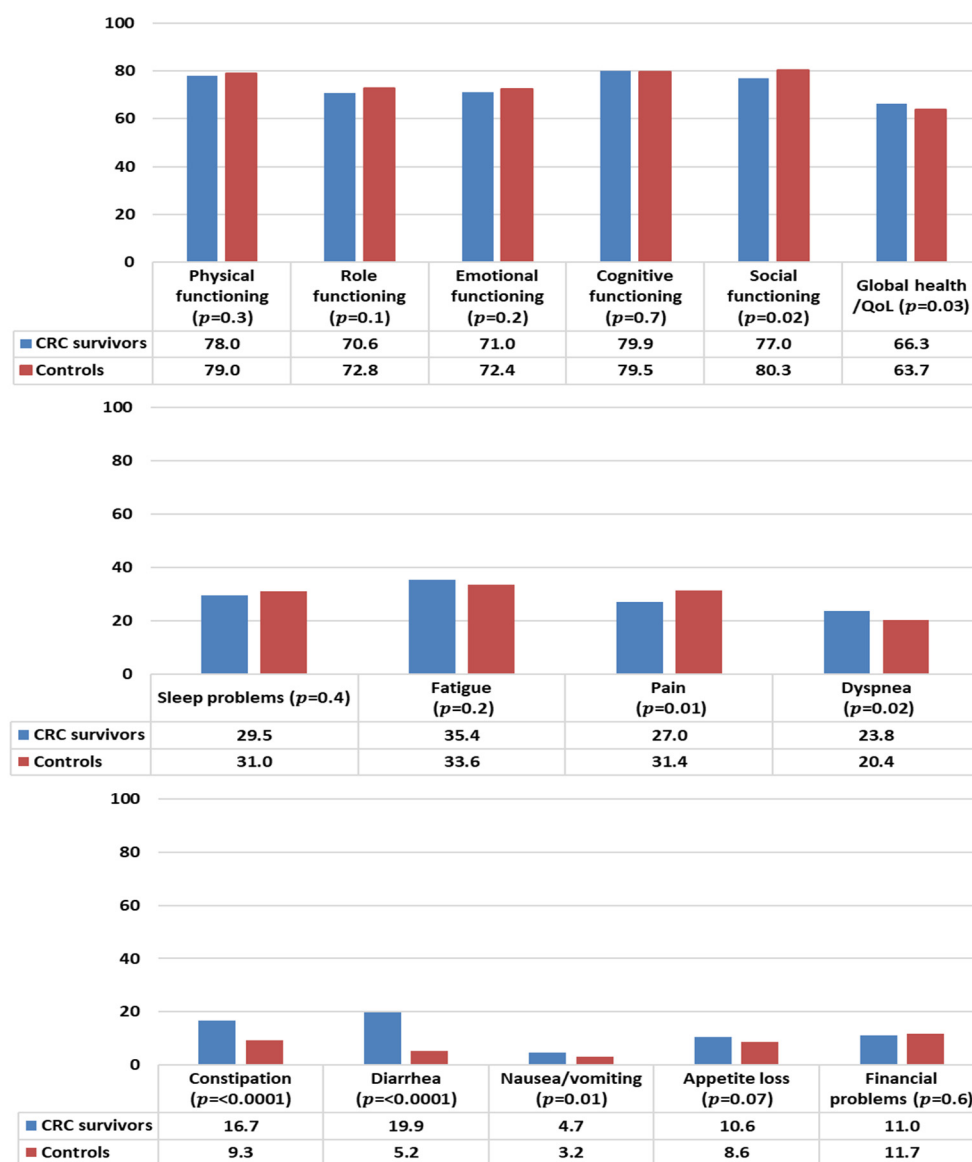 100
80
60
40
20
0
Physical functioning (p=0.3)
Role functioning (p=0.1)
Emotional functioning (p=0.2)
Cognitive functioning (p=0.7)
Social functioning (p=0.02)
Global health /QoL (p=0.03)
CRC survivors 78.0 70.6 71.0 79.9 77.0 66.3
Controls 79.0 72.8 72.4 79.5 80.3 63.7
100
80
60
40
20
0
Sleep problems (p=0.4)
Fatigue (p=0.2)
Pain (p=0.01)
Dyspnea (p=0.02)
CRC survivors 29.5 35.4 27.0 23.8
Controls 31.0 33.6 31.4 20.4
100
80
60
40
20
0
Constipation (p=<0.0001)
Diarrhea (p=<0.0001)
Nausea/vomiting (p=0.01)
Appetite loss (p=0.07)
Financial problems (p=0.6)
CRC survivors 16.7 19.9 4.7 10.6 11.0
Controls 9.3 5.2 3.2 8.6 11.7